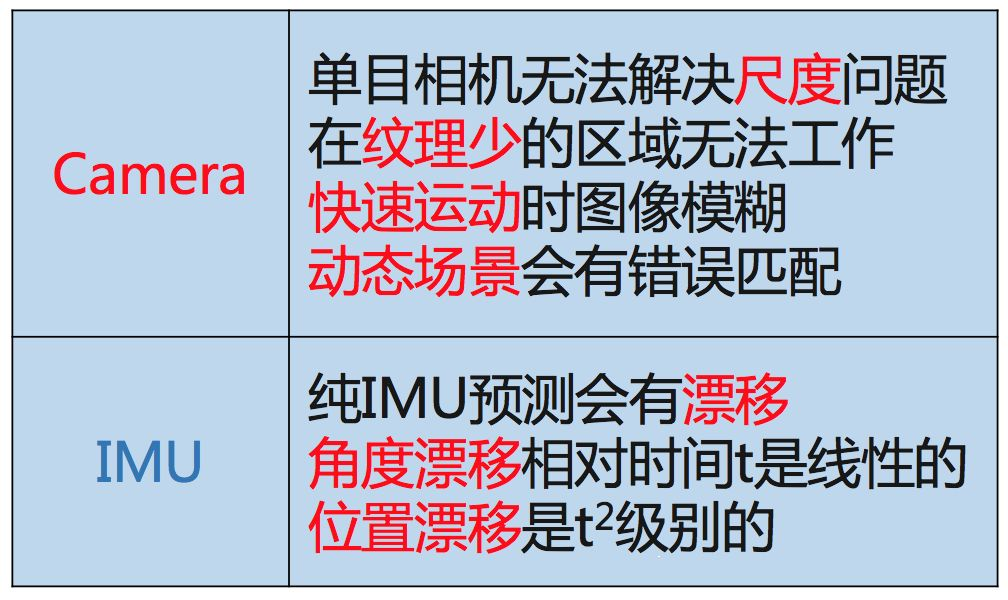 Camera
单目相机无法解决尺度问题
在纹理少的区域无法工作
快速运动时图像模糊
动态场景会有错误匹配
IMU
纯IMU预测会有漂移
角度漂移相对时间t是线性的
位置漂移是t²级别的